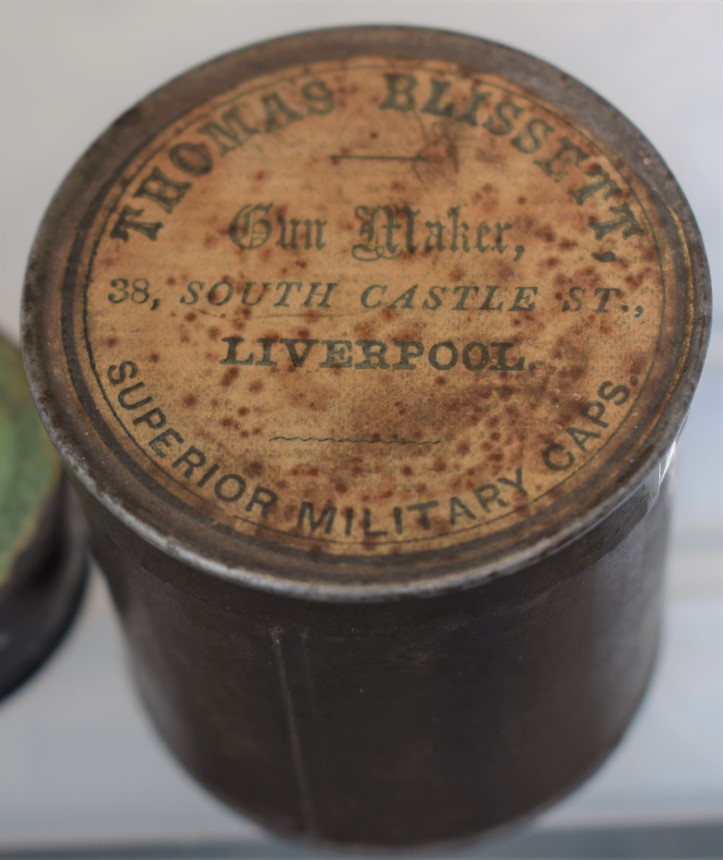 THOMAS BLISSETT,
Gun Maker,
38, SOUTH CASTLE ST.,
LIVERPOOL.
SUPERIOR MILITARY CAPS.